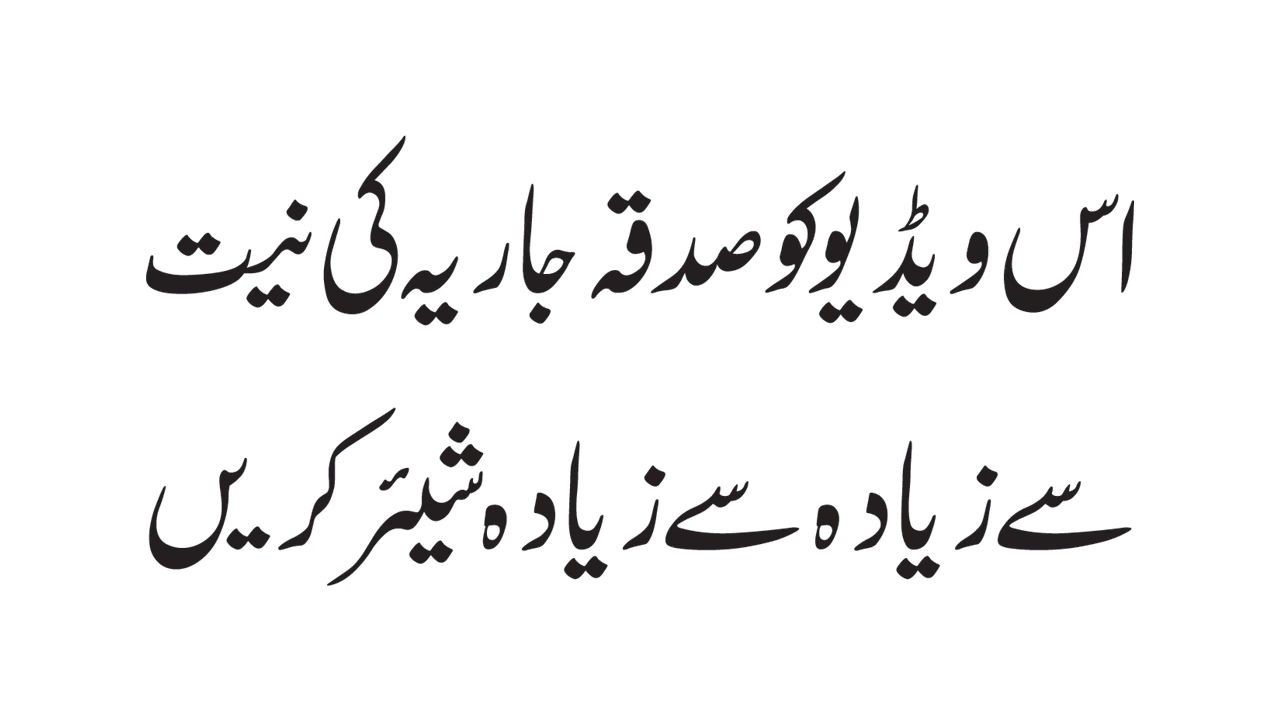 اس ویڈیو کو صدقہ جاریہ کی نیت
سے زیادہ سے زیادہ شیئر کریں